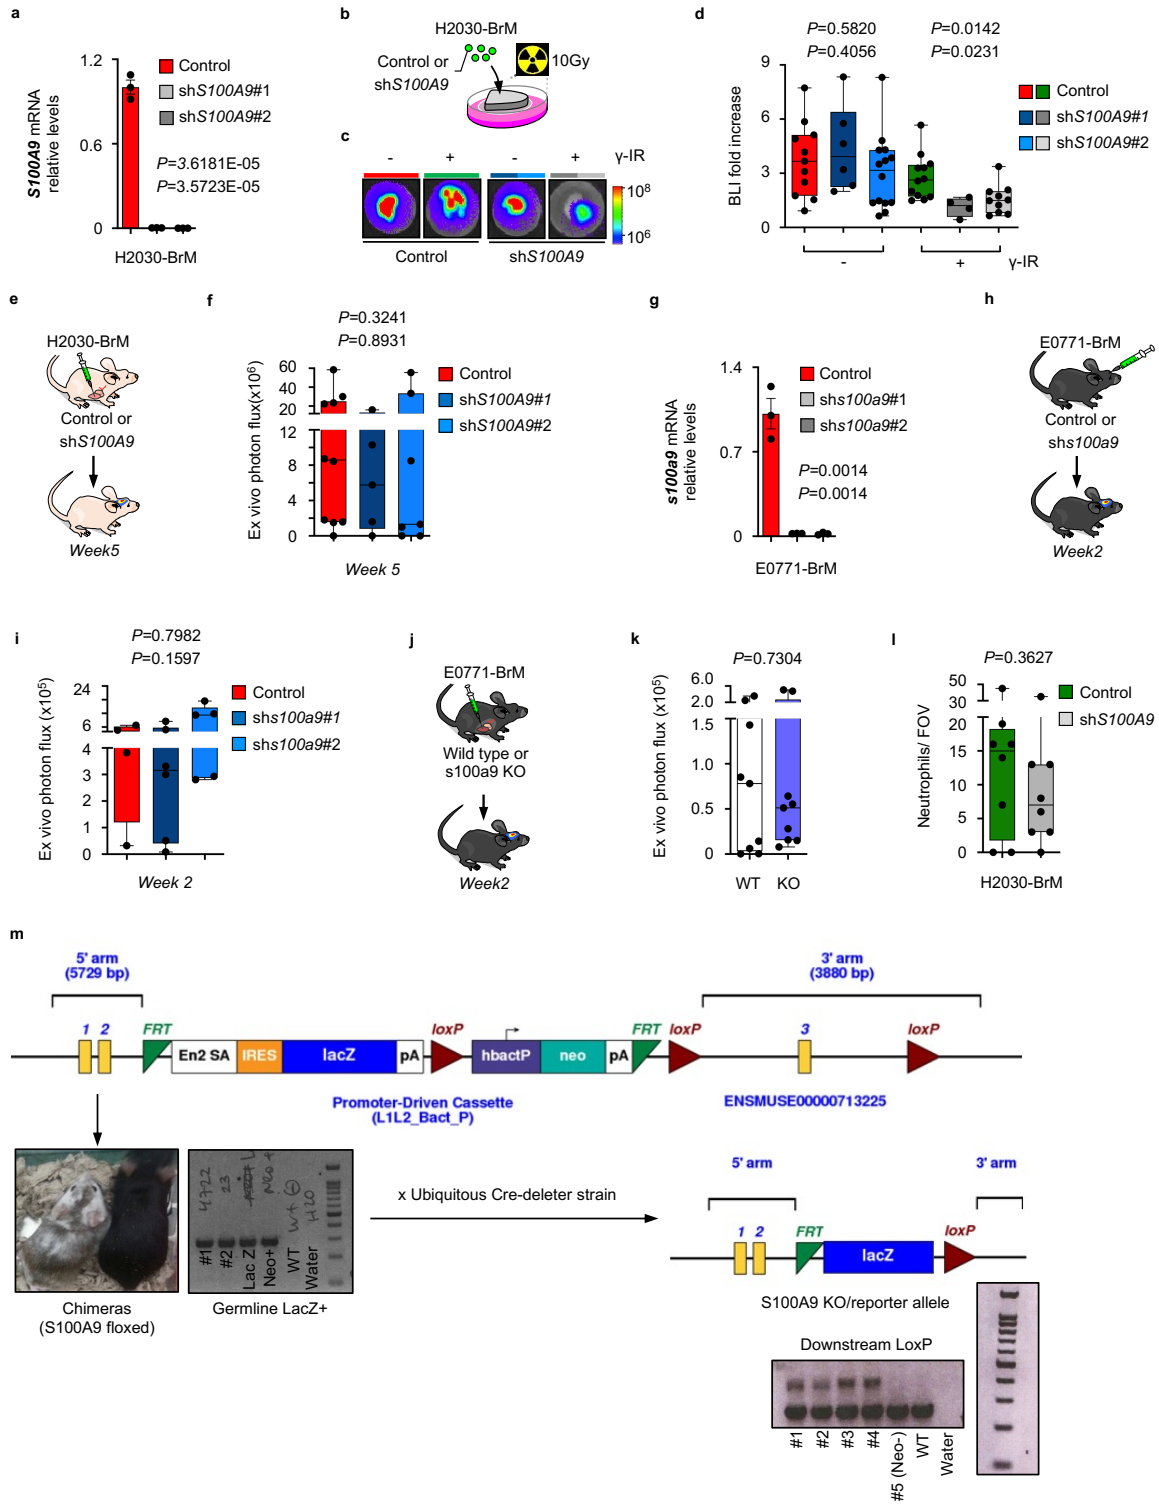 a
S100A9 mRNA
relative levels
1.2
0.6
0
Control
shS100A9#1
shS100A9#2
P=3.6181E-05
P=3.5723E-05
H2030-BrM
b
H2030-BrM
Control or
shS100A9
10Gy
c
- + - + γ-IR
10⁸
10⁶
Control shS100A9
d
P=0.5820 P=0.0142
P=0.4056 P=0.0231
BLI fold increase
9
6
3
0
Control
shS100A9#1
shS100A9#2
- + γ-IR
e
H2030-BrM
Control or
shS100A9
Week5
f
P=0.3241
P=0.8931
Ex vivo photon flux(x10⁶)
60
40
20
12
8
4
0
Control
shS100A9#1
shS100A9#2
Week 5
g
s100a9 mRNA
relative levels
1.4
0.7
0
Control
shs100a9#1
shs100a9#2
P=0.0014
P=0.0014
E0771-BrM
h
E0771-BrM
Control or
shs100a9
Week2
i
P=0.7982
P=0.1597
Ex vivo photon flux (x10⁵)
24
6
4
3
2
1
0
Control
shs100a9#1
shs100a9#2
Week 2
j
E0771-BrM
Wild type or
s100a9 KO
Week2
k
P=0.7304
Ex vivo photon flux (x10⁵)
6.0
2.0
1.5
1.0
0.5
0
WT KO
l
P=0.3627
Neutrophils/ FOV
50
30
20
15
10
5
0
Control
shS100A9
H2030-BrM
m
5' arm
(5729 bp)
3' arm
(3880 bp)
1 2 FRT loxP FRT loxP 3 loxP
En2 SA IRES lacZ pA hbactP neo pA
Promoter-Driven Cassette
(L1L2_Bact_P)
ENSMUSE00000713225
4722
23
Neo+
Wt
H20
#1
#2
Lac Z
Neo+
WT
Water
Chimeras
(S100A9 floxed)
Germline LacZ+
x Ubiquitous Cre-deleter strain
5' arm 3' arm
1 2 FRT loxP
lacZ
S100A9 KO/reporter allele
Downstream LoxP
#1
#2
#3
#4
#5 (Neo-)
WT
Water